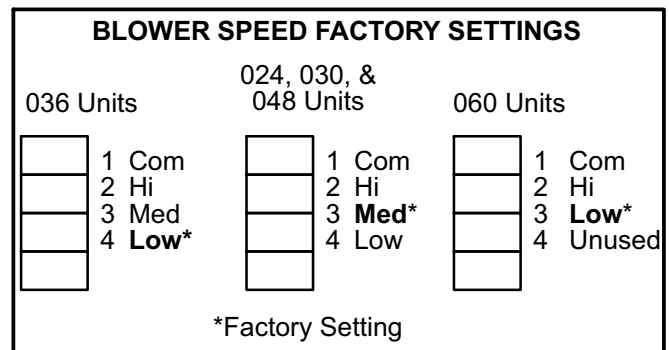 BLOWER SPEED FACTORY SETTINGS
036 Units
1 Com
2 Hi
3 Med
4 Low*
024, 030, &
048 Units
1 Com
2 Hi
3 Med*
4 Low
060 Units
1 Com
2 Hi
3 Low*
4 Unused
*Factory Setting